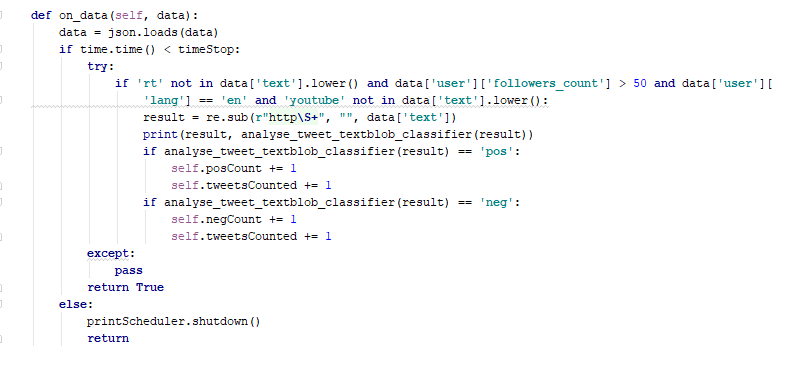 def on_data(self, data):
    data = json.loads(data)
    if time.time() < timeStop:
        try:
            if 'rt' not in data['text'].lower() and data['user']['followers_count'] > 50 and data['user'][
                'lang'] == 'en' and 'youtube' not in data['text'].lower():
                result = re.sub(r"http\S+", "", data['text'])
                print(result, analyse_tweet_textblob_classifier(result))
                if analyse_tweet_textblob_classifier(result) == 'pos':
                    self.posCount += 1
                    self.tweetsCounted += 1
                if analyse_tweet_textblob_classifier(result) == 'neg':
                    self.negCount += 1
                    self.tweetsCounted += 1
        except:
            pass
        return True
    else:
        printScheduler.shutdown()
        return